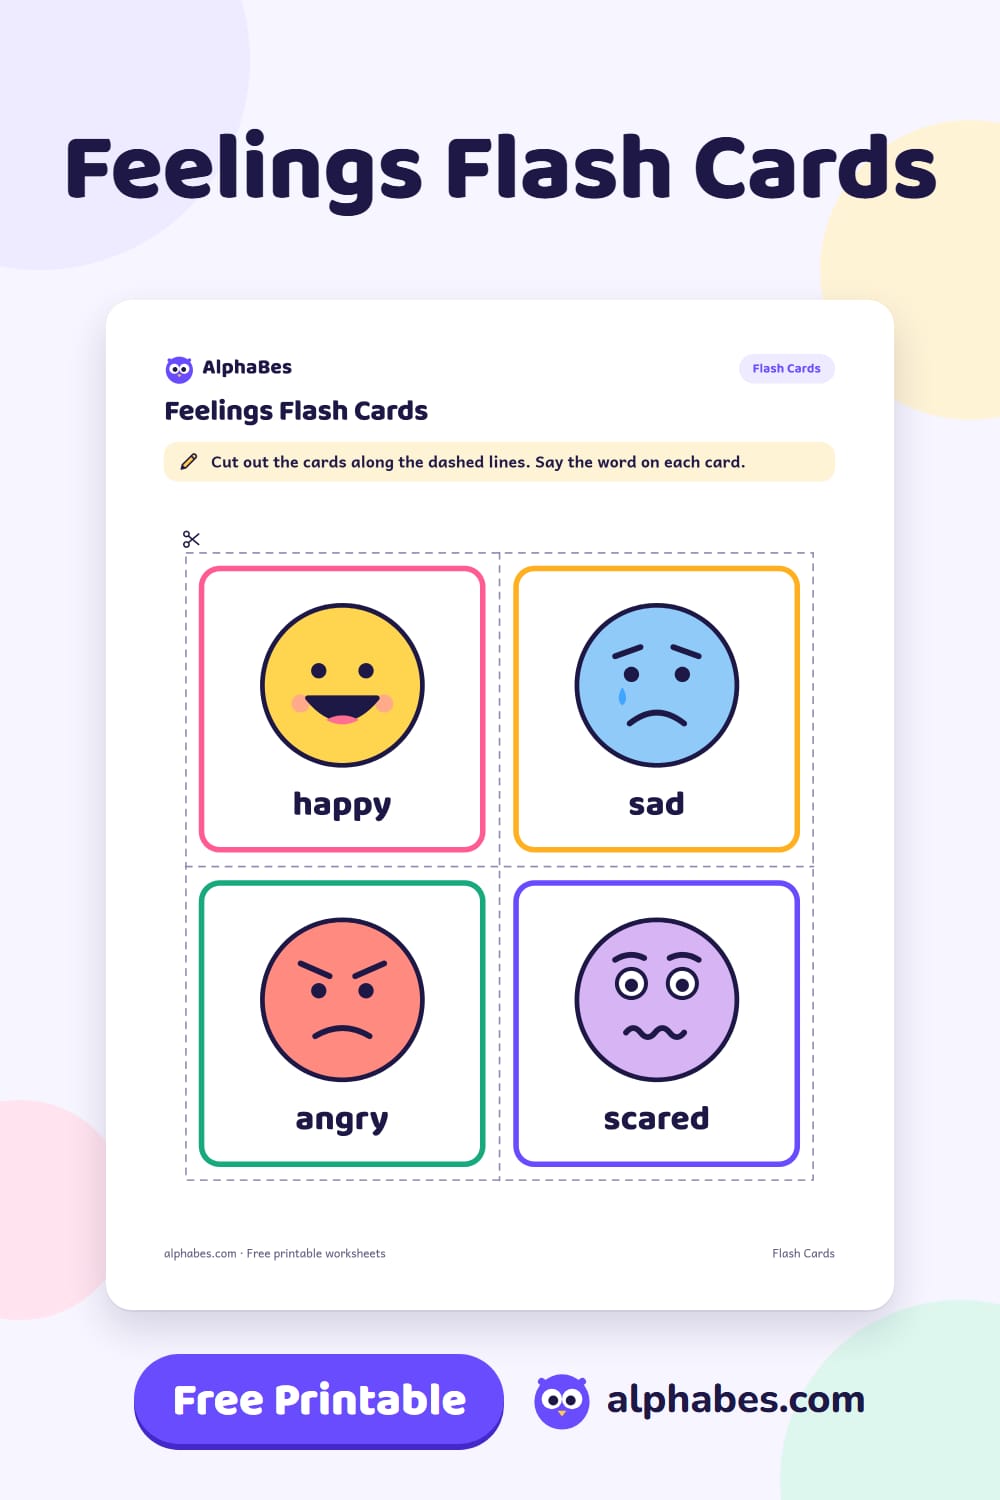 Feelings Flash Cards
AlphaBes
Flash Cards
Feelings Flash Cards
Cut out the cards along the dashed lines. Say the word on each card.
happy
sad
angry
scared
alphabes.com · Free printable worksheets
Flash Cards
Free Printable
alphabes.com